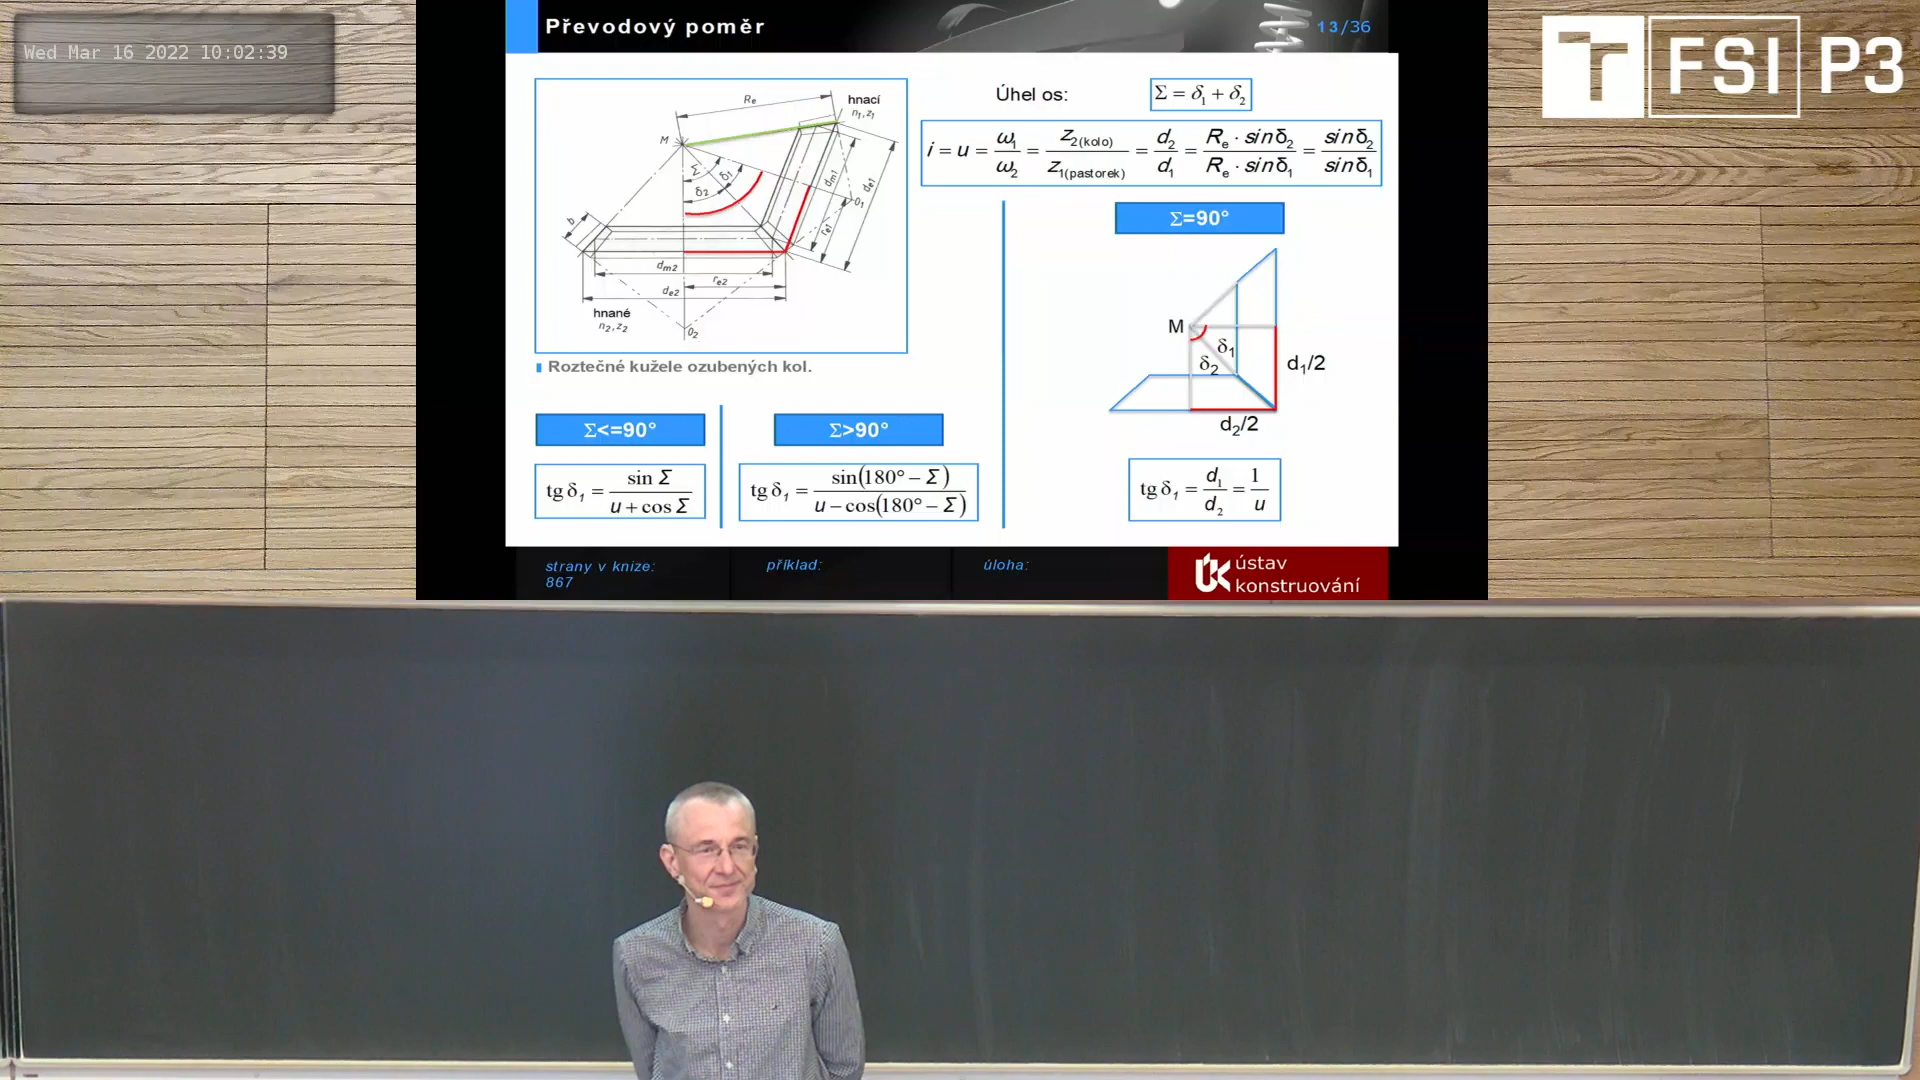 Wed Mar 16 2022 10:02:39
Převodový poměr
13/36
FSI P3
Re
hnací
n1,z1
M
Σ
δ1
δ2
dm1
de1
O1
re1
b
dm2
re2
de2
hnané
n2,z2
O2
Roztečné kužele ozubených kol.
Úhel os:
Σ = δ1 + δ2
i = u = ω1/ω2 = z2(kolo)/z1(pastorek) = d2/d1 = Re · sinδ2/Re · sinδ1 = sinδ2/sinδ1
Σ=90°
M
δ1
δ2
d1/2
d2/2
Σ<=90°
Σ>90°
tg δ1 = sin Σ/u + cos Σ
tg δ1 = sin(180° − Σ)/u − cos(180° − Σ)
tg δ1 = d1/d2 = 1/u
strany v knize:
867
příklad:
úloha:
ústav
konstruování